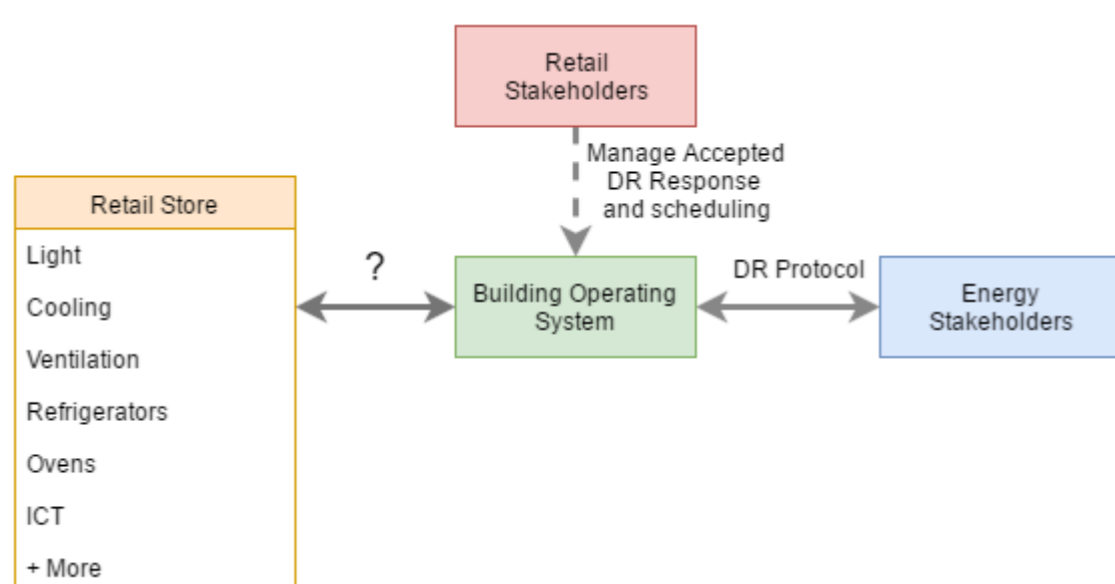 Retail
Stakeholders
Manage Accepted
DR Response
and scheduling
Retail Store
Light
Cooling
Ventilation
Refrigerators
Ovens
ICT
+ More
?
Building Operating
System
DR Protocol
Energy
Stakeholders